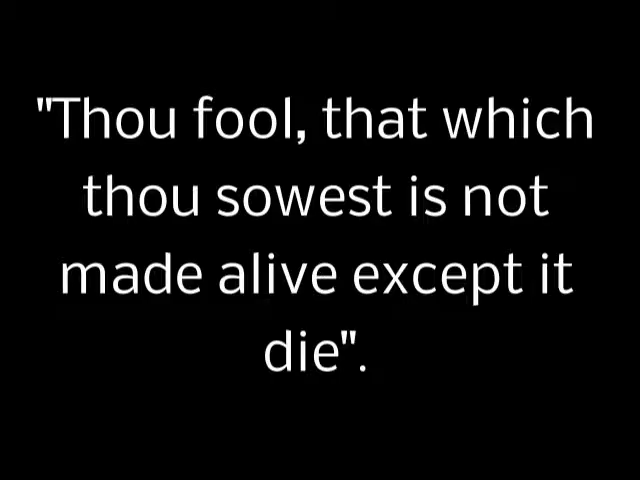 "Thou fool, that which
thou sowest is not
made alive except it
die".